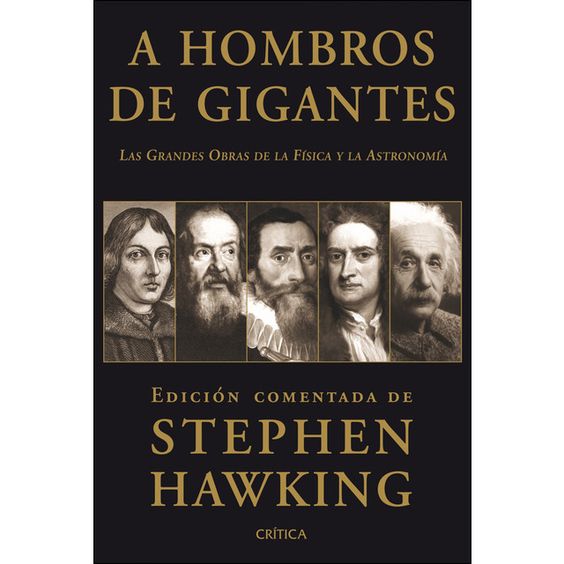 A HOMBROS
DE GIGANTES
LAS GRANDES OBRAS DE LA FÍSICA Y LA ASTRONOMÍA
EDICIÓN COMENTADA DE
STEPHEN
HAWKING
CRÍTICA